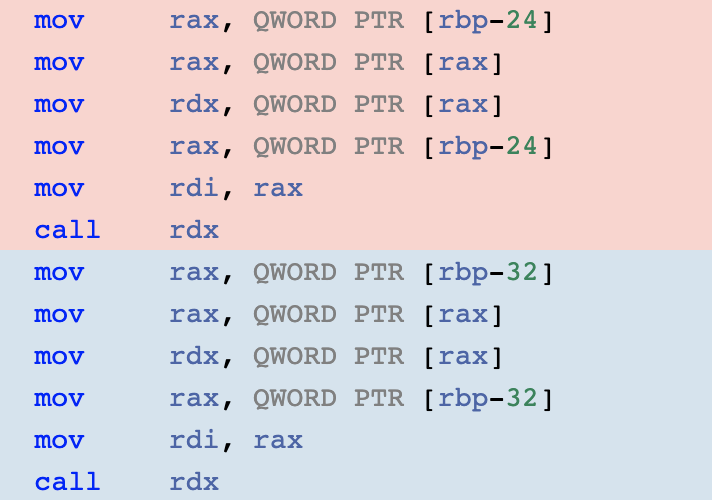 mov rax, QWORD PTR [rbp-24]
mov rax, QWORD PTR [rax]
mov rdx, QWORD PTR [rax]
mov rax, QWORD PTR [rbp-24]
mov rdi, rax
call rdx
mov rax, QWORD PTR [rbp-32]
mov rax, QWORD PTR [rax]
mov rdx, QWORD PTR [rax]
mov rax, QWORD PTR [rbp-32]
mov rdi, rax
call rdx